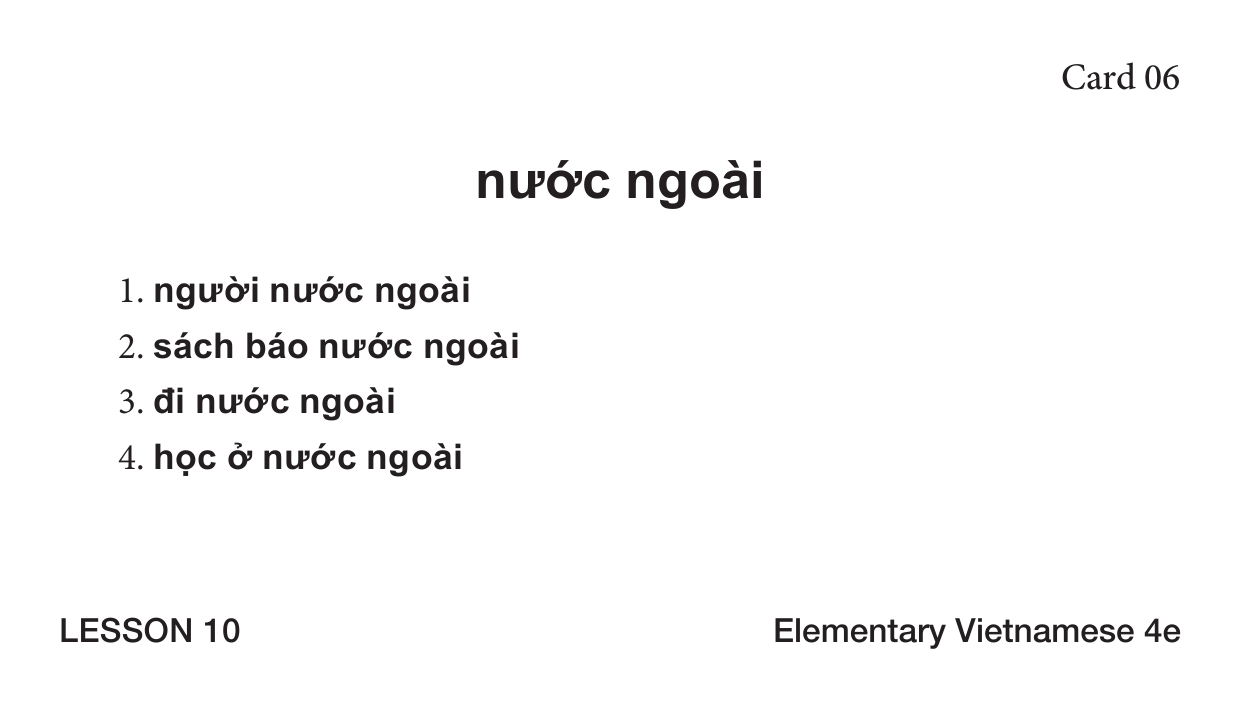 Card 06
nước ngoài
1. người nước ngoài
2. sách báo nước ngoài
3. đi nước ngoài
4. học ở nước ngoài
LESSON 10
Elementary Vietnamese 4e